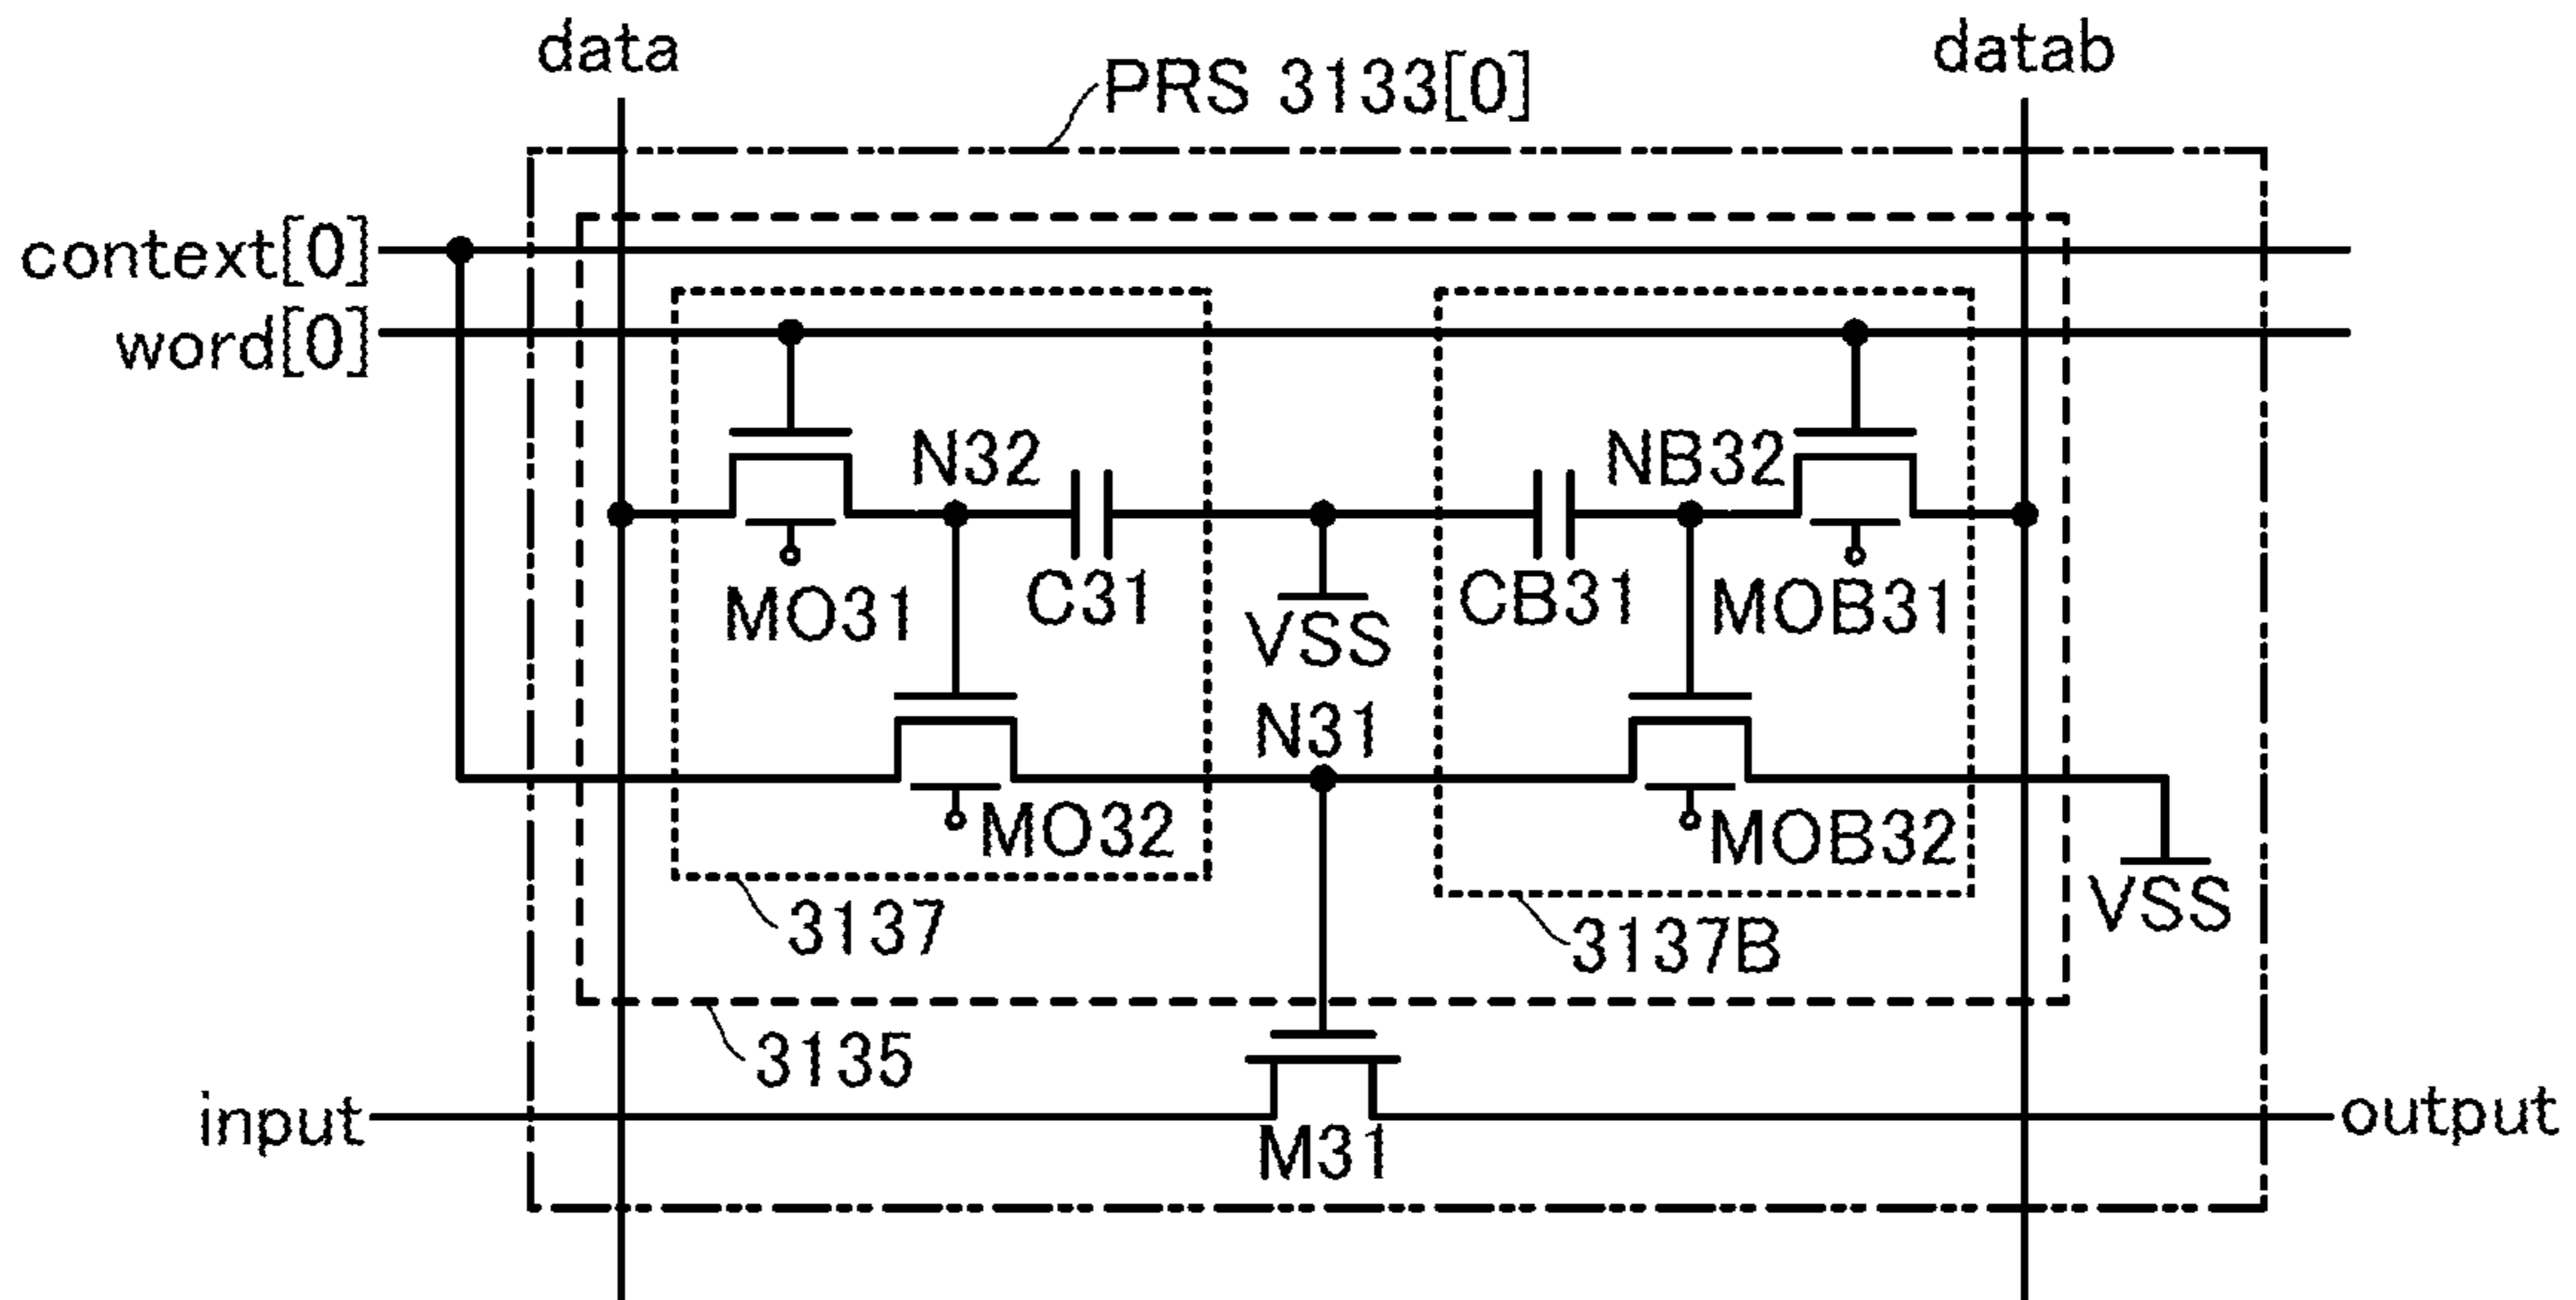 data
datab
PRS 3133[0]
context[0]
word[0]
N32
NB32
MO31
C31
VSS
CB31
MOB31
N31
MO32
MOB32
3137
3137B
VSS
3135
input
M31
output